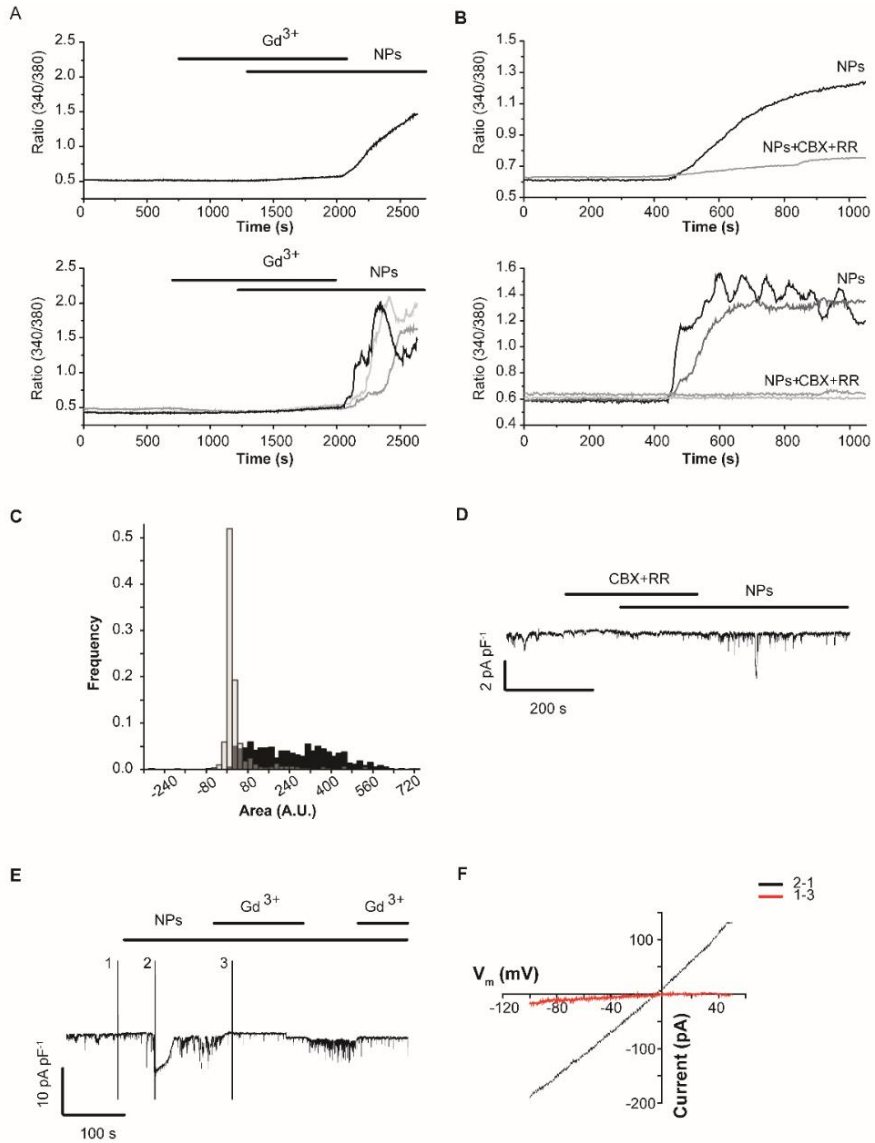 A
Gd3+
NPs
Ratio (340/380)
2.5
2.0
1.5
1.0
0.5
0 500 1000 1500 2000 2500
Time (s)
Gd3+
NPs
Ratio (340/380)
2.5
2.0
1.5
1.0
0.5
0 500 1000 1500 2000 2500
Time (s)
B
Ratio (340/380)
1.5
1.3
1.1
0.9
0.7
0.5
NPs
NPs+CBX+RR
0 200 400 600 800 1000
Time (s)
Ratio (340/380)
1.6
1.4
1.2
1.0
0.8
0.6
0.4
NPs
NPs+CBX+RR
0 200 400 600 800 1000
Time (s)
C
Frequency
0.5
0.4
0.3
0.2
0.1
0.0
-240 -80 80 240 400 560 720
Area (A.U.)
D
CBX+RR
NPs
2 pA pF-1
200 s
E
NPs
Gd 3+
Gd 3+
1 2 3
10 pA pF-1
100 s
F
2-1
1-3
Vm (mV)
-120 -80 -40 40
100
-100
-200
Current (pA)